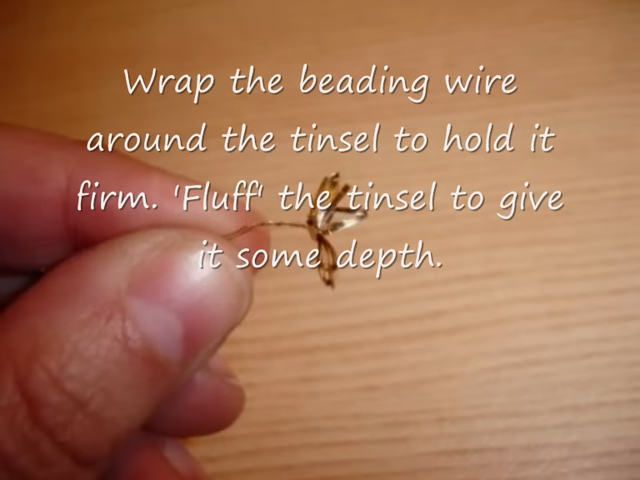 Wrap the beading wire
around the tinsel to hold it
firm. 'Fluff' the tinsel to give
it some depth.